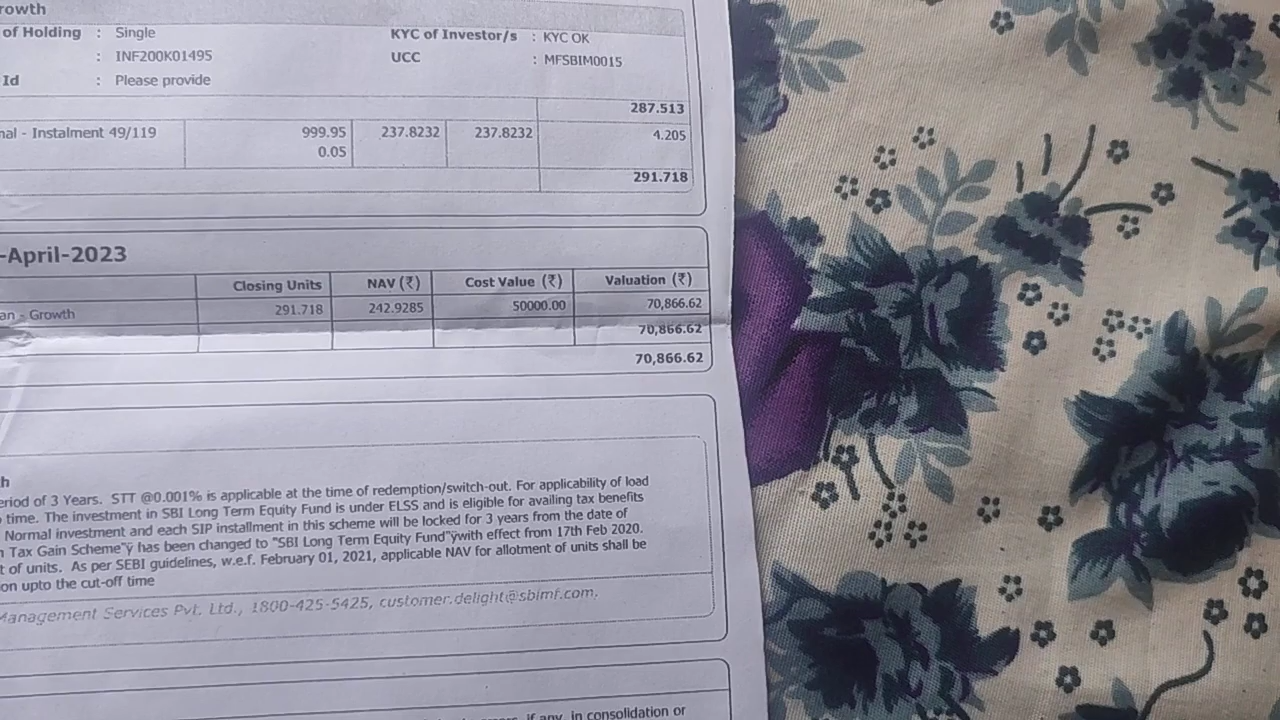 rowth
of Holding : Single KYC of Investor/s : KYC OK
: INF200K01495 UCC : MFSBIM0015
Id : Please provide
287.513
nal - Instalment 49/119 999.95 237.8232 237.8232 4.205
0.05
291.718
-April-2023
Closing Units NAV (₹) Cost Value (₹) Valuation (₹)
an - Growth 291.718 242.9285 50000.00 70,866.62
70,866.62
70,866.62
h
eriod of 3 Years. STT @0.001% is applicable at the time of redemption/switch-out. For applicability of load
time. The investment in SBI Long Term Equity Fund is under ELSS and is eligible for availing tax benefits
Normal investment and each SIP installment in this scheme will be locked for 3 years from the date of
Tax Gain Scheme"ÿ has been changed to "SBI Long Term Equity Fund"ÿwith effect from 17th Feb 2020.
t of units. As per SEBI guidelines, w.e.f. February 01, 2021, applicable NAV for allotment of units shall be
on upto the cut-off time
Management Services Pvt. Ltd., 1800-425-5425, customer.delight@sbimf.com.
if any, in consolidation or